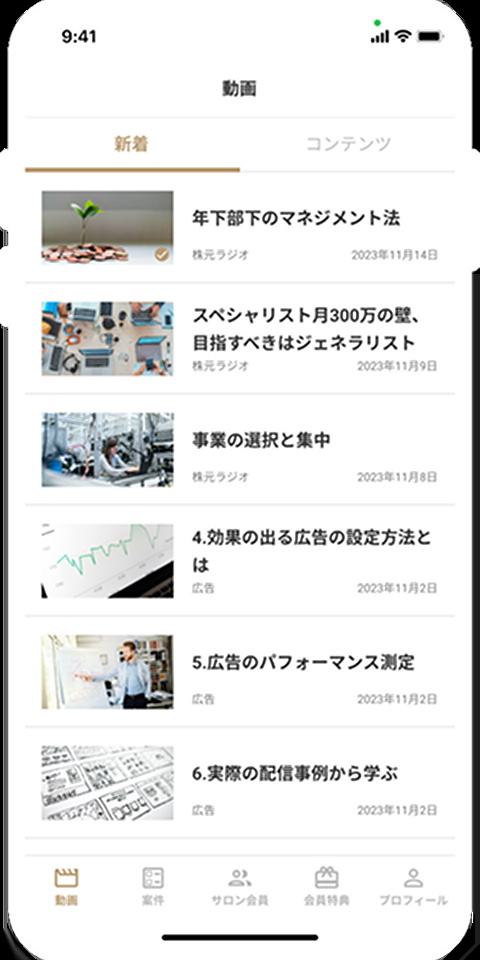 9:41
動画
新着
コンテンツ
年下部下のマネジメント法
株元ラジオ
2023年11月14日
スペシャリスト月300万の壁、
目指すべきはジェネラリスト
株元ラジオ
2023年11月9日
事業の選択と集中
株元ラジオ
2023年11月8日
4.効果の出る広告の設定方法と
は
広告
2023年11月2日
5.広告のパフォーマンス測定
広告
2023年11月2日
6.実際の配信事例から学ぶ
広告
2023年11月2日
動画
案件
サロン会員
会員特典
プロフィール